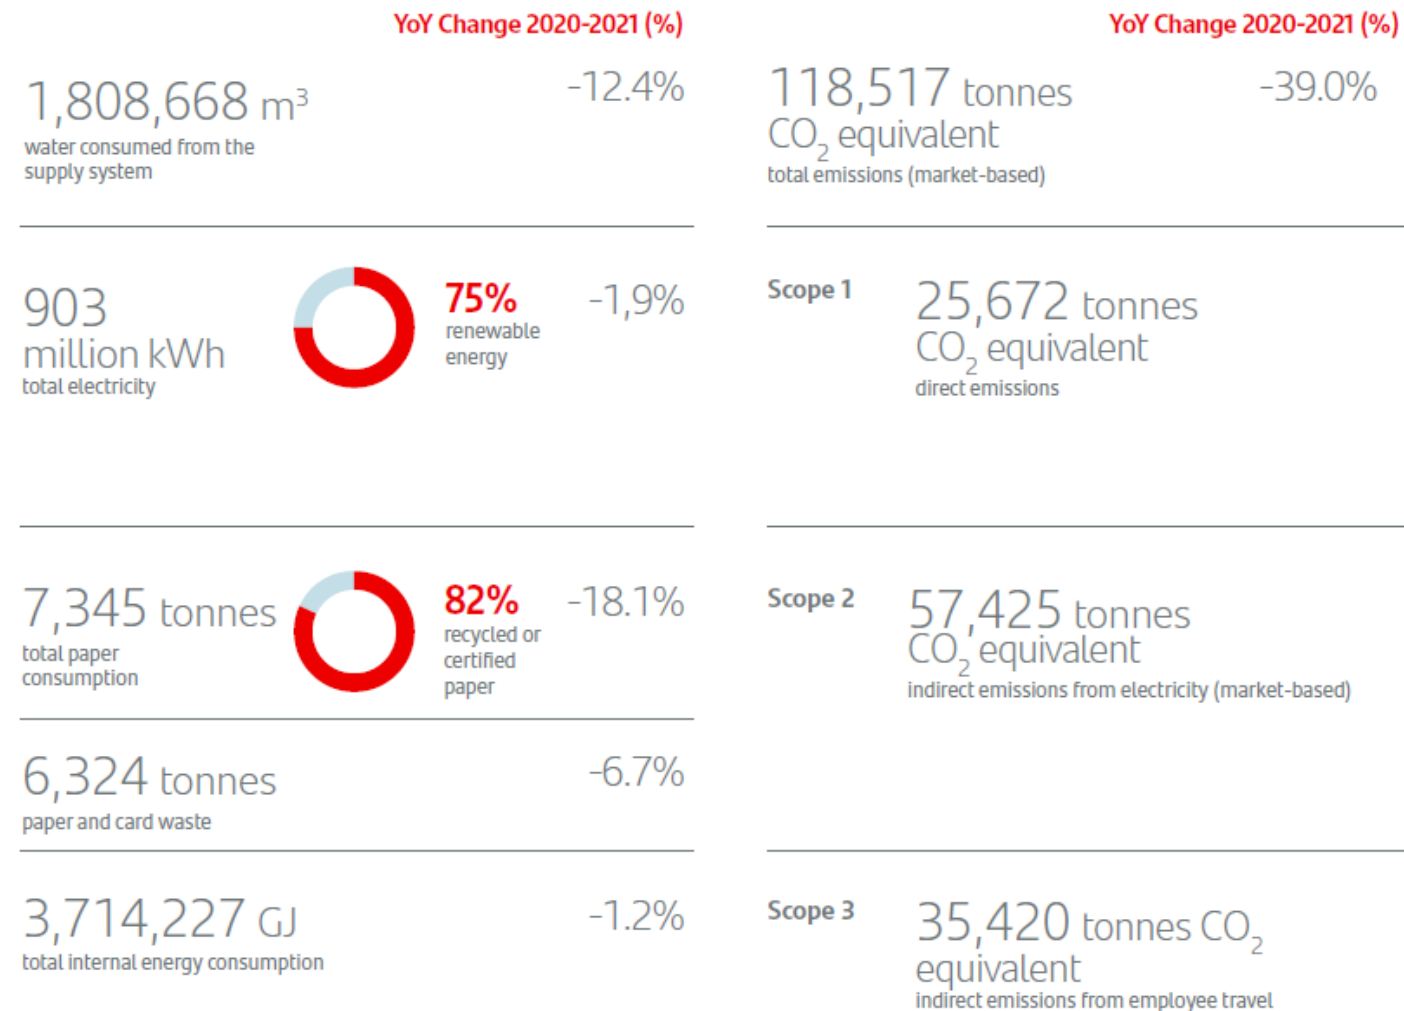 YoY Change 2020-2021 (%)
1,808,668 m³
-12.4%
water consumed from the
supply system
903
million kWh
total electricity
75%
renewable
energy
-1,9%
7,345 tonnes
total paper
consumption
82%
recycled or
certified
paper
-18.1%
6,324 tonnes
-6.7%
paper and card waste
3,714,227 GJ
-1.2%
total internal energy consumption
YoY Change 2020-2021 (%)
118,517 tonnes
CO₂ equivalent
-39.0%
total emissions (market-based)
Scope 1
25,672 tonnes
CO₂ equivalent
direct emissions
Scope 2
57,425 tonnes
CO₂ equivalent
indirect emissions from electricity (market-based)
Scope 3
35,420 tonnes CO₂
equivalent
indirect emissions from employee travel